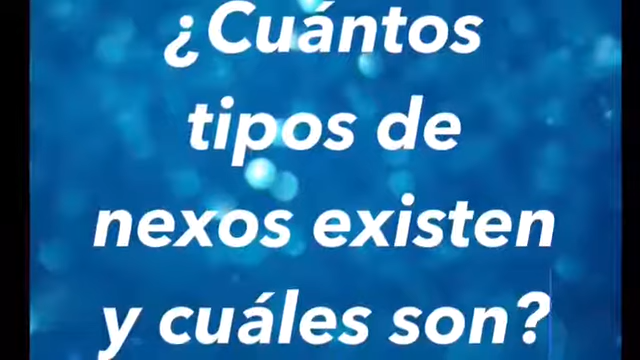 ¿Cuántos
tipos de
nexos existen
y cuáles son?